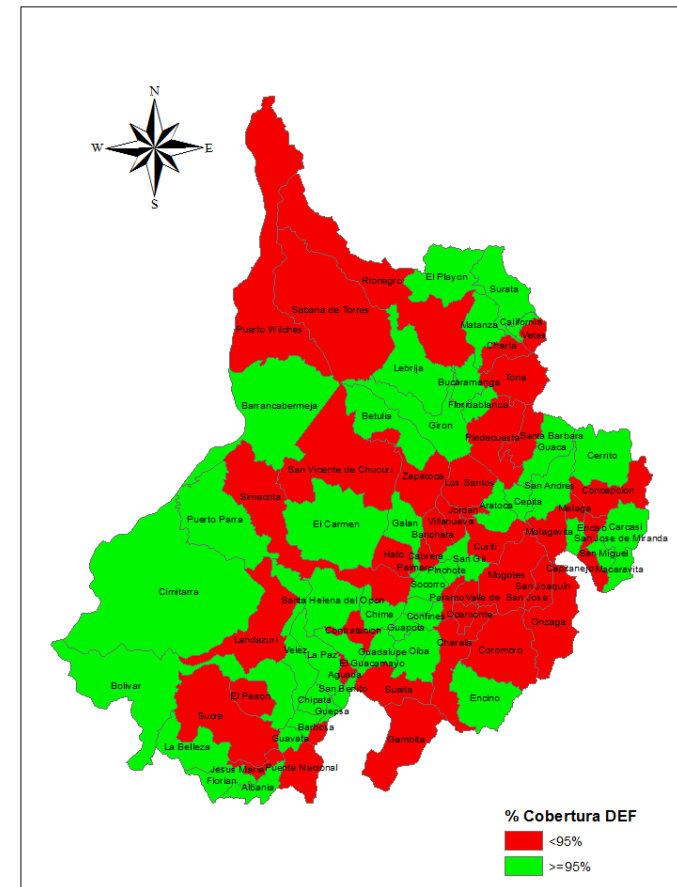 N
W
E
S
El Playon
Surata
Rionegro
Sabana de Torres
Puerto Wilches
Matanza
California
Vetas
Charta
Lebrija
Tona
Bucaramanga
Barrancabermeja
Floridablanca
Betulia
Giron
Piedecuesta
Santa Barbara
Guaca
Cerrito
San Vicente de Chucuri
Zapatoca
Los Santos
San Andres
Concepcion
Simacota
Aratoca
Cepita
Malaga
Jordan
Puerto Parra
El Carmen
Galan
Villanueva
Enciso
Carcasi
Barichara
Curiti
Molagavita
San Jose de Miranda
Hato
Cabrera
San Gil
San Miguel
Palmar
Pinchote
Mogotes
Capitanejo
Macaravita
Cimitarra
Socorro
San Joaquin
Santa Helena del Opon
Paramo
Valle de San Jose
Chima
Confines
Ocamonte
Onzaga
Contratacion
Guapota
Landazuri
Velez
La Paz
Guadalupe
Oiba
Charala
Coromoro
El Guacamayo
Aguada
Bolivar
El Peñon
San Benito
Suaita
Chipata
Encino
Sucre
Guepsa
Barbosa
Guavata
Gambita
La Belleza
Jesus Maria
Puente Nacional
Florian
Albania
% Cobertura DEF
<95%
>=95%